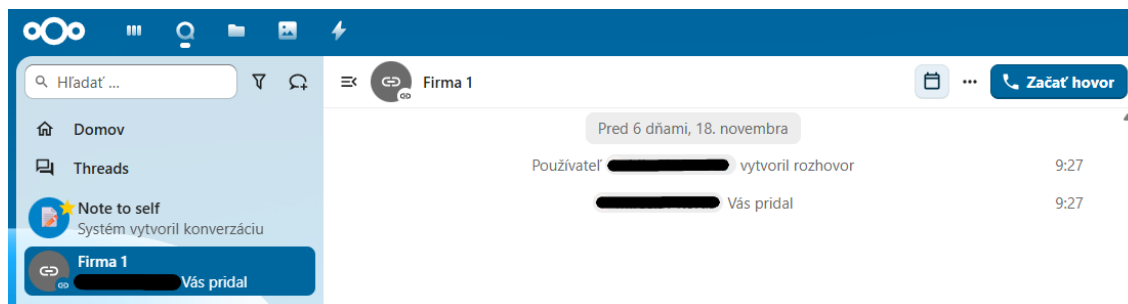 Hľadať ...
Domov
Threads
Note to self
Systém vytvoril konverzáciu
Firma 1
Vás pridal
Firma 1
Začať hovor
Pred 6 dňami, 18. novembra
Používateľ vytvoril rozhovor 9:27
Vás pridal 9:27